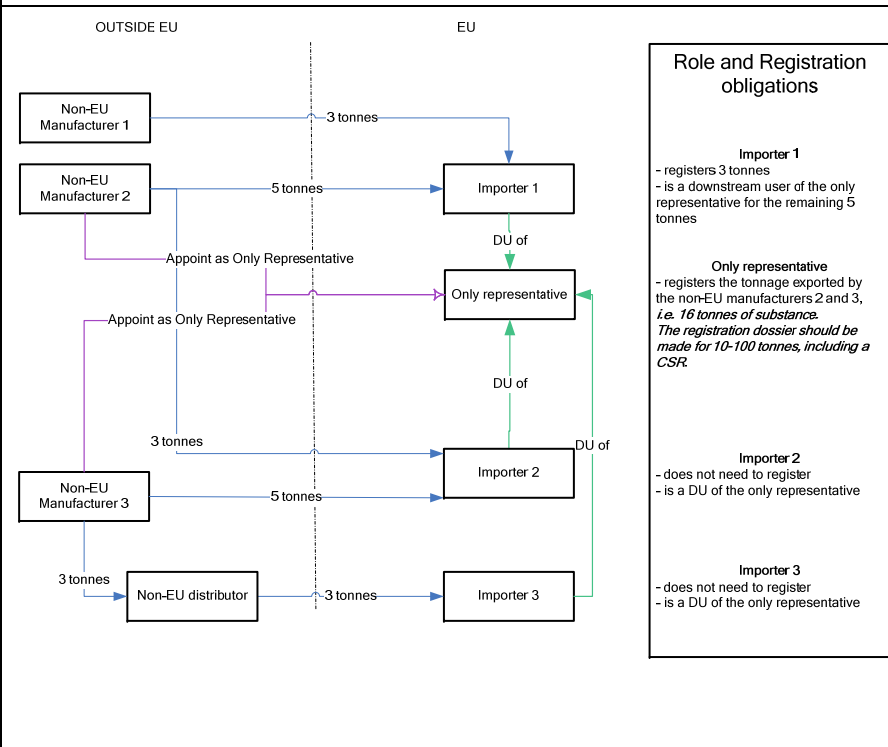 OUTSIDE EU
EU
Role and Registration
obligations
Non-EU
Manufacturer 1
3 tonnes
Non-EU
Manufacturer 2
5 tonnes
Importer 1
Importer 1
- registers 3 tonnes
- is a downstream user of the only
representative for the remaining 5
tonnes
DU of
Appoint as Only Representative
Only representative
Only representative
- registers the tonnage exported by
the non-EU manufacturers 2 and 3,
i.e. 16 tonnes of substance.
The registration dossier should be
made for 10-100 tonnes, including a
CSR.
Appoint as Only Representative
DU of
3 tonnes
DU of
Importer 2
Importer 2
- does not need to register
- is a DU of the only representative
Non-EU
Manufacturer 3
5 tonnes
3 tonnes
Non-EU distributor
3 tonnes
Importer 3
Importer 3
- does not need to register
- is a DU of the only representative